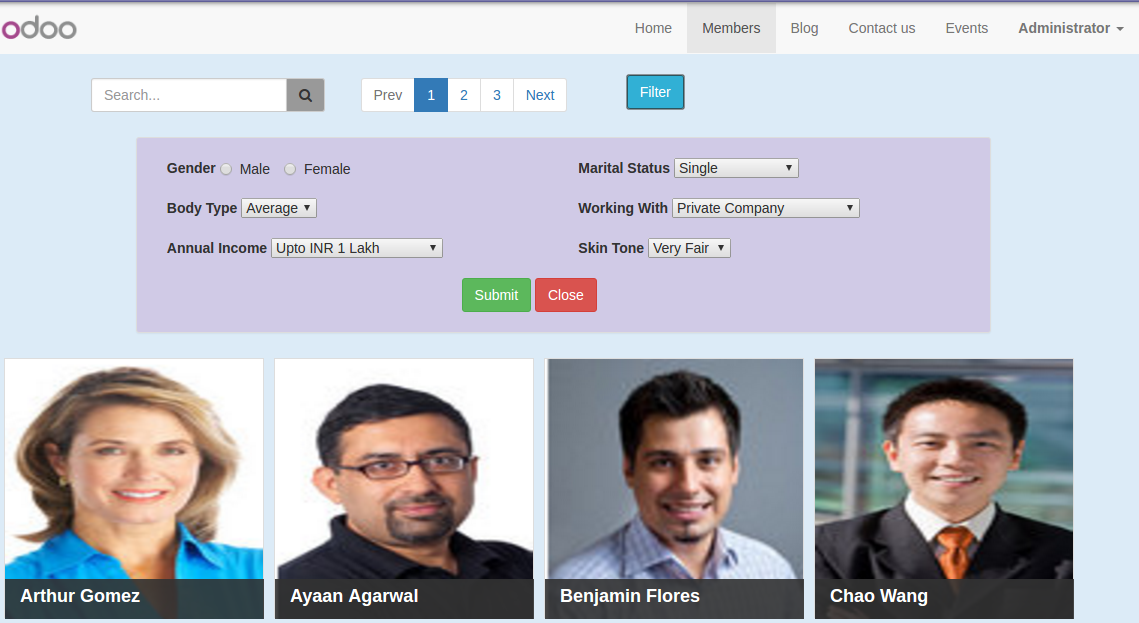 odoo Home Members Blog Contact us Events Administrator
Search... Prev 1 2 3 Next Filter
Gender Male Female Marital Status Single
Body Type Average Working With Private Company
Annual Income Upto INR 1 Lakh Skin Tone Very Fair
Submit Close
Arthur Gomez Ayaan Agarwal Benjamin Flores Chao Wang